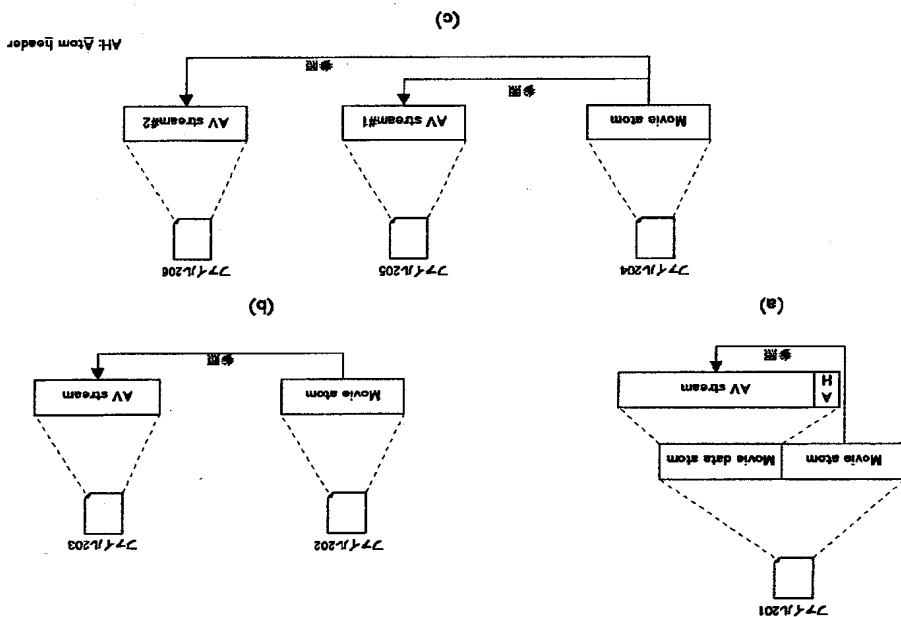 ファイル201
Movie atom
Movie data atom
A
H
AV stream
参照
(a)
ファイル202
ファイル203
Movie atom
AV stream
参照
(b)
ファイル204
ファイル205
ファイル206
Movie atom
AV stream#1
AV stream#2
参照
参照
AH: Atom header
(c)